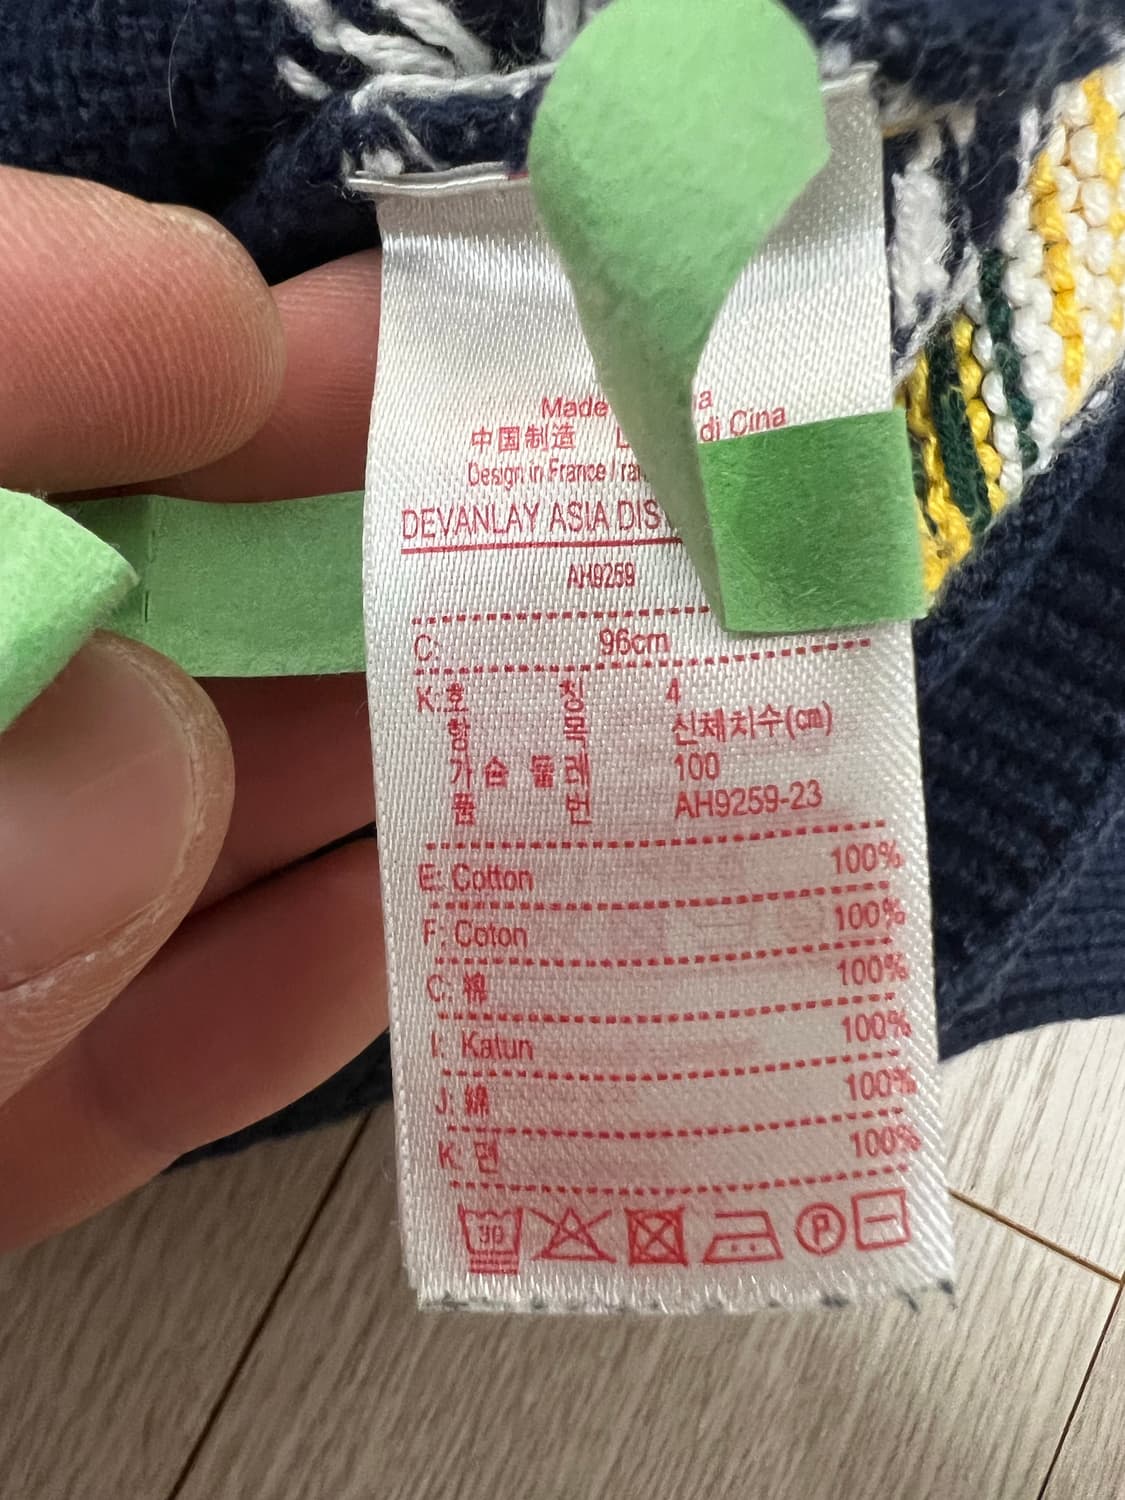 Made a
中国制造 di Cina
Design in France /
DEVANLAY ASIA
AH9259
C: 96cm
K: 호 칭 4
항 목 신체치수(cm)
가 슴 둘 레 100
품 번 AH9259-23
E: Cotton 100%
F: Coton 100%
C: 棉 100%
I: Katun 100%
J: 綿 100%
K: 면 100%
30 P